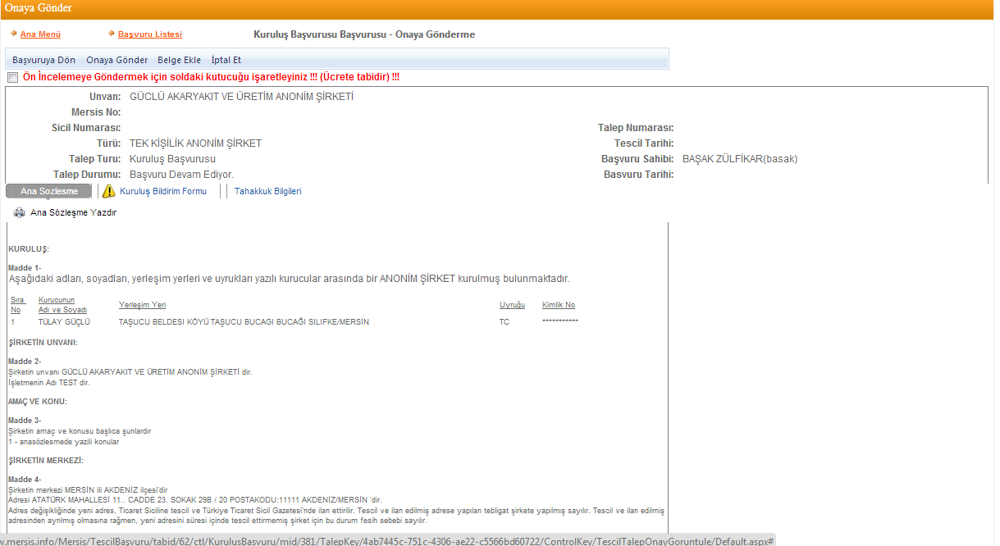 Onaya Gönder
Ana Menü Başvuru Listesi Kuruluş Başvurusu Başvurusu - Onaya Gönderme
Başvuruya Dön Onaya Gönder Belge Ekle İptal Et
Ön İncelemeye Göndermek için soldaki kutucuğu işaretleyiniz !!! (Ücrete tabidir) !!!
Unvan: GÜCLÜ AKARYAKIT VE ÜRETİM ANONİM ŞİRKETİ
Mersis No:
Sicil Numarası: Talep Numarası:
Türü: TEK KİŞİLİK ANONİM ŞİRKET Tescil Tarihi:
Talep Turu: Kuruluş Başvurusu Başvuru Sahibi: BAŞAK ZÜLFİKAR(basak)
Talep Durumu: Başvuru Devam Ediyor. Basvuru Tarihi:
Ana Sozlesme Kuruluş Bildirim Formu Tahakkuk Bilgileri
Ana Sözleşme Yazdır
KURULUŞ:
Madde 1-
Aşağıdaki adları, soyadları, yerleşim yerleri ve uyrukları yazılı kurucular arasında bir ANONİM ŞİRKET kurulmuş bulunmaktadır.
Sıra No Kurucunun Adı ve Soyadı Yerleşim Yeri Uyruğu Kimlik No
1 TÜLAY GÜÇLÜ TAŞUCU BELDESI KÖYÜ TAŞUCU BUCAGI BUCAĞI SILIFKE/MERSİN TC ***********
ŞİRKETİN UNVANI:
Madde 2-
Şirketin unvanı GÜCLÜ AKARYAKIT VE ÜRETİM ANONİM ŞİRKETİ dir.
İşletmenin Adı TEST dir.
AMAÇ VE KONU:
Madde 3-
Şirketin amaç ve konusu başlıca şunlardır
1 - anasözlesmede yazili konular
ŞİRKETİN MERKEZİ:
Madde 4-
Şirketin merkezi MERSİN ili AKDENİZ ilçesi'dir
Adresi ATATÜRK MAHALLESİ 11.. CADDE 23. SOKAK 29B / 20 POSTAKODU:11111 AKDENİZ/MERSİN 'dir.
Adres değişikliğinde yeni adres, Ticaret Siciline tescil ve Türkiye Ticaret Sicil Gazetesi'nde ilan ettirilir. Tescil ve ilan edilmiş adrese yapılan tebligat şirkete yapılmış sayılır. Tescil ve ilan edilmiş
adresinden ayrılmış olmasına rağmen, yeni adresini süresi içinde tescil ettirmemiş şirket için bu durum fesih sebebi sayılır.
w.mersis.info/Mersis/TescilBaşvuru/tabid/62/ctl/KurulusBasvuru/mid/381/TalepKey/4ab7445c-751c-4306-ae22-c5566bd60722/ControlKey/TescilTalepOnayGoruntule/Default.aspx#